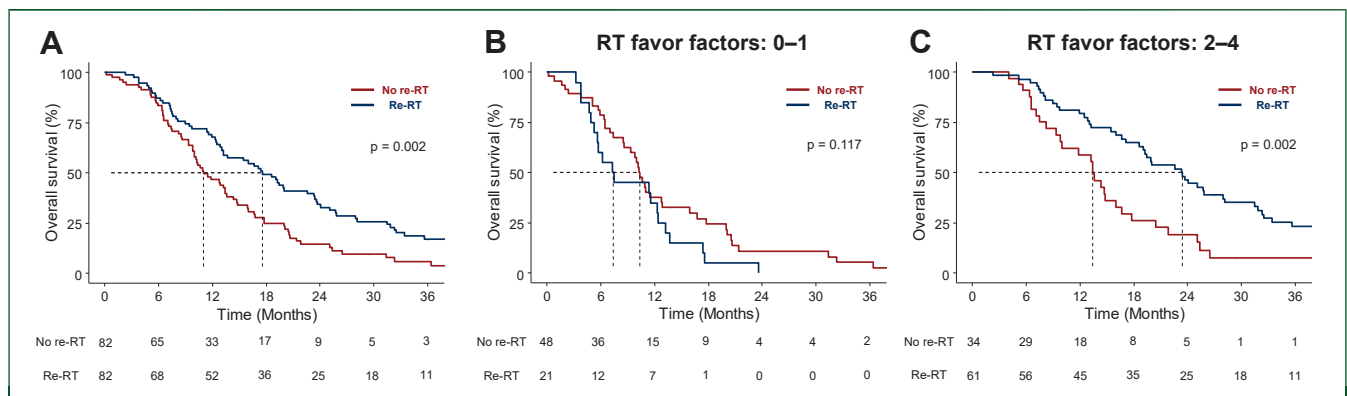 A
Overall survival (%)
100
75
50
25
0
No re-RT
Re-RT
p = 0.002
0 6 12 18 24 30 36
Time (Months)
No re-RT 82 65 33 17 9 5 3
Re-RT 82 68 52 36 25 18 11
B
RT favor factors: 0–1
Overall survival (%)
100
75
50
25
0
No re-RT
Re-RT
p = 0.117
0 6 12 18 24 30 36
Time (Months)
No re-RT 48 36 15 9 4 4 2
Re-RT 21 12 7 1 0 0 0
C
RT favor factors: 2–4
Overall survival (%)
100
75
50
25
0
No re-RT
Re-RT
p = 0.002
0 6 12 18 24 30 36
Time (Months)
No re-RT 34 29 18 8 5 1 1
Re-RT 61 56 45 35 25 18 11